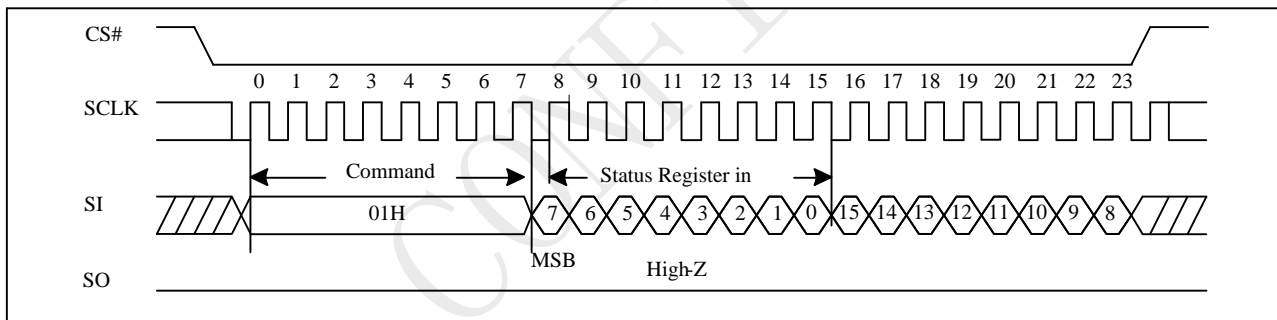 CS#
0 1 2 3 4 5 6 7 8 9 10 11 12 13 14 15 16 17 18 19 20 21 22 23
SCLK
Command Status Register in
SI 01H 7 6 5 4 3 2 1 0 15 14 13 12 11 10 9 8
MSB High-Z
SO